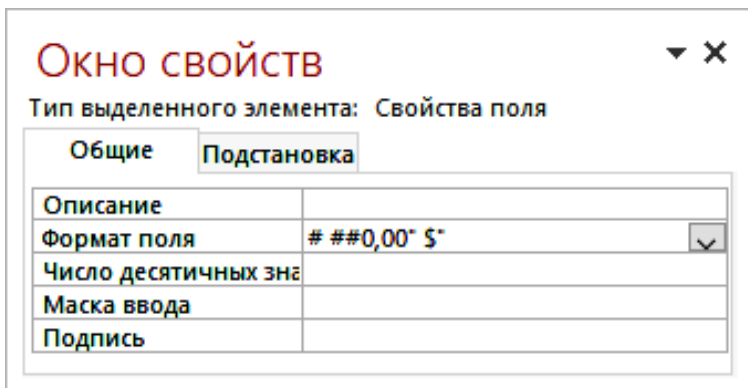 Окно свойств
Тип выделенного элемента: Свойства поля
Общие Подстановка
Описание
Формат поля # ##0,00" $"
Число десятичных зна
Маска ввода
Подпись